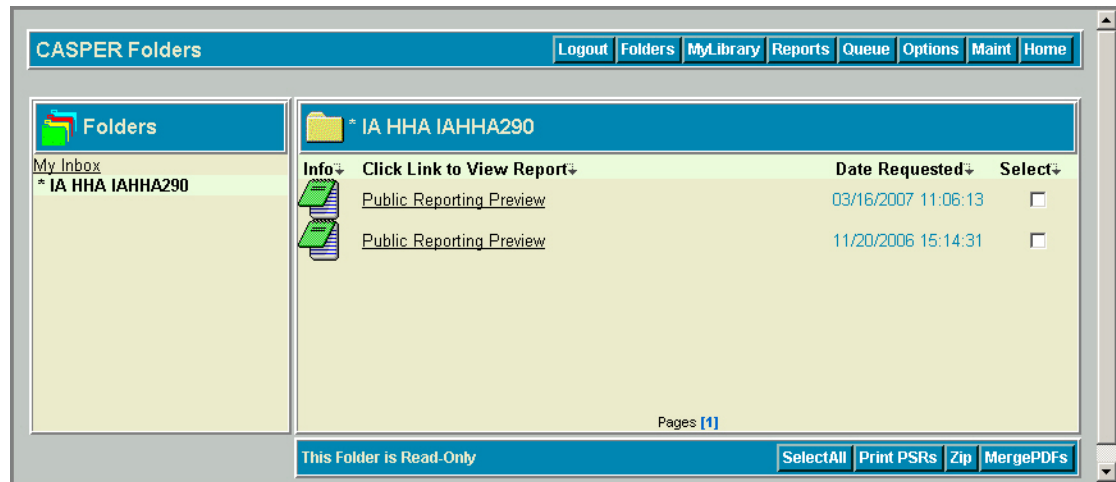 CASPER Folders
Logout Folders MyLibrary Reports Queue Options Maint Home
Folders
My Inbox
* IA HHA IAHHA290
* IA HHA IAHHA290
Info Click Link to View Report Date Requested Select
Public Reporting Preview 03/16/2007 11:06:13
Public Reporting Preview 11/20/2006 15:14:31
Pages [1]
This Folder is Read-Only
SelectAll Print PSRs Zip MergePDFs